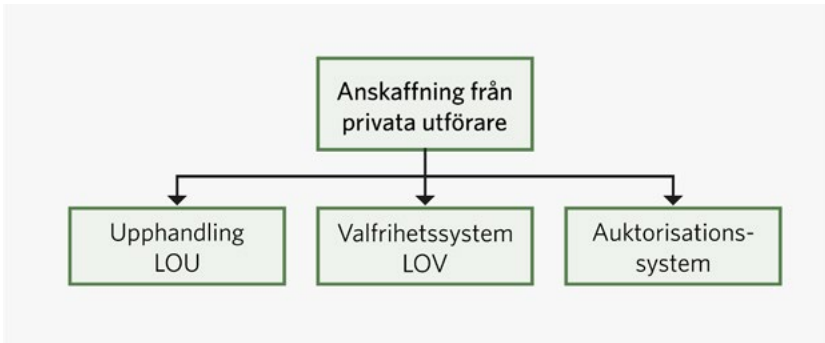 Anskaffning från
privata utförare
Upphandling
LOU
Valfrihetssystem
LOV
Auktorisations-
system